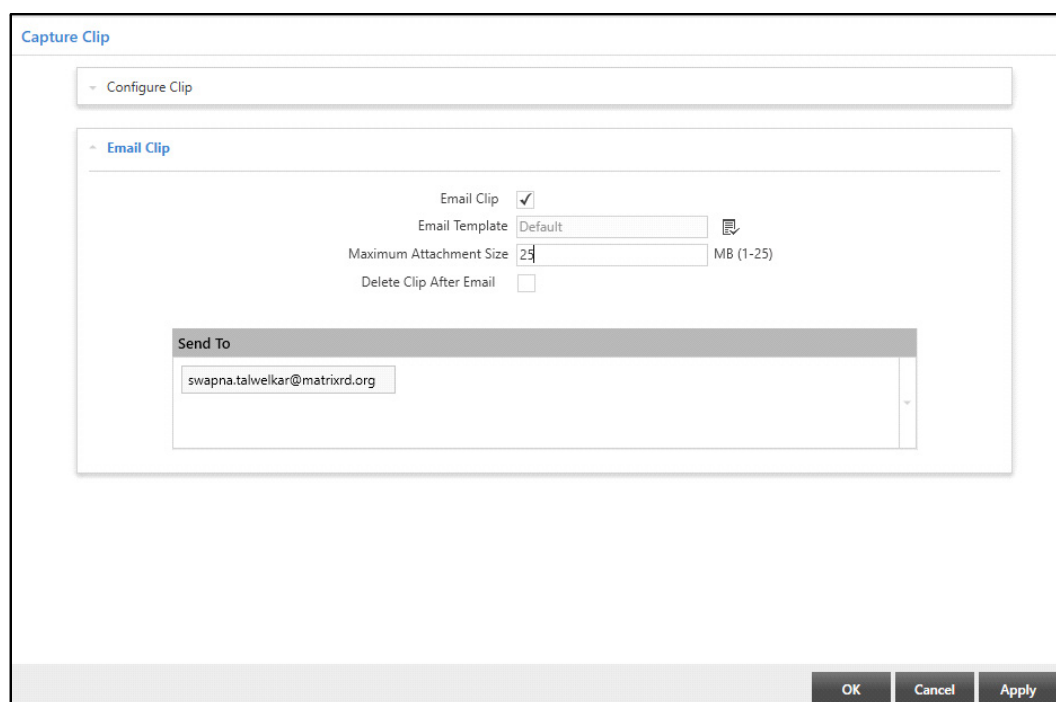 Capture Clip
Configure Clip
Email Clip
Email Clip
Email Template Default
Maximum Attachment Size 25 MB (1-25)
Delete Clip After Email
Send To
swapna.talwelkar@matrixrd.org
OK Cancel Apply